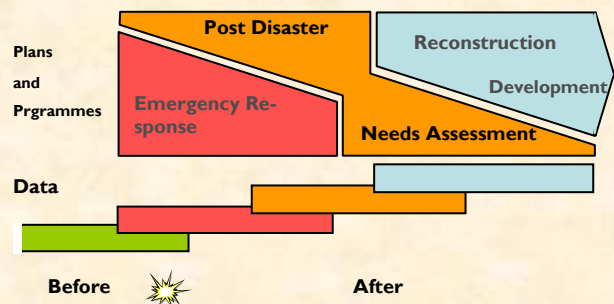 Plans
and
Prgrammes
Post Disaster
Needs Assessment
Emergency Re-
sponse
Reconstruction
Development
Data
Before
After